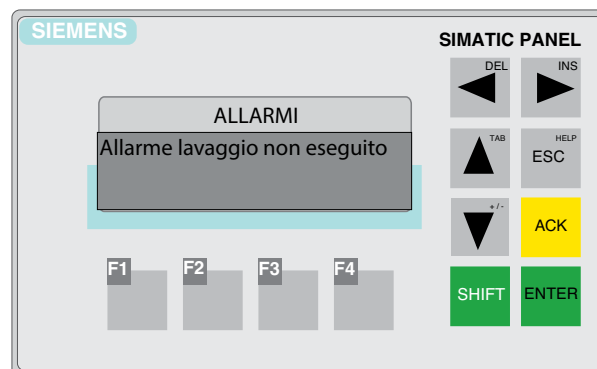 SIEMENS
SIMATIC PANEL
DEL
INS
ALLARMI
Allarme lavaggio non eseguito
TAB
HELP
ESC
+ / -
ACK
F1
F2
F3
F4
SHIFT
ENTER